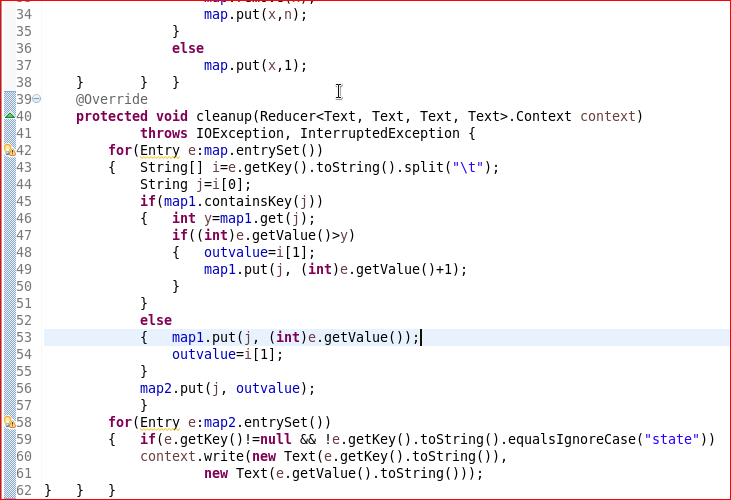 34 map.put(x,n);
35 }
36 else
37 map.put(x,1);
38 } } }
39 @Override
40 protected void cleanup(Reducer<Text, Text, Text, Text>.Context context)
41 throws IOException, InterruptedException {
42 for(Entry e:map.entrySet())
43 { String[] i=e.getKey().toString().split("\t");
44 String j=i[0];
45 if(map1.containsKey(j))
46 { int y=map1.get(j);
47 if((int)e.getValue()>y)
48 { outvalue=i[1];
49 map1.put(j, (int)e.getValue()+1);
50 }
51 }
52 else
53 { map1.put(j, (int)e.getValue());
54 outvalue=i[1];
55 }
56 map2.put(j, outvalue);
57 }
58 for(Entry e:map2.entrySet())
59 { if(e.getKey()!=null && !e.getKey().toString().equalsIgnoreCase("state"))
60 context.write(new Text(e.getKey().toString()),
61 new Text(e.getValue().toString()));
62 } } }